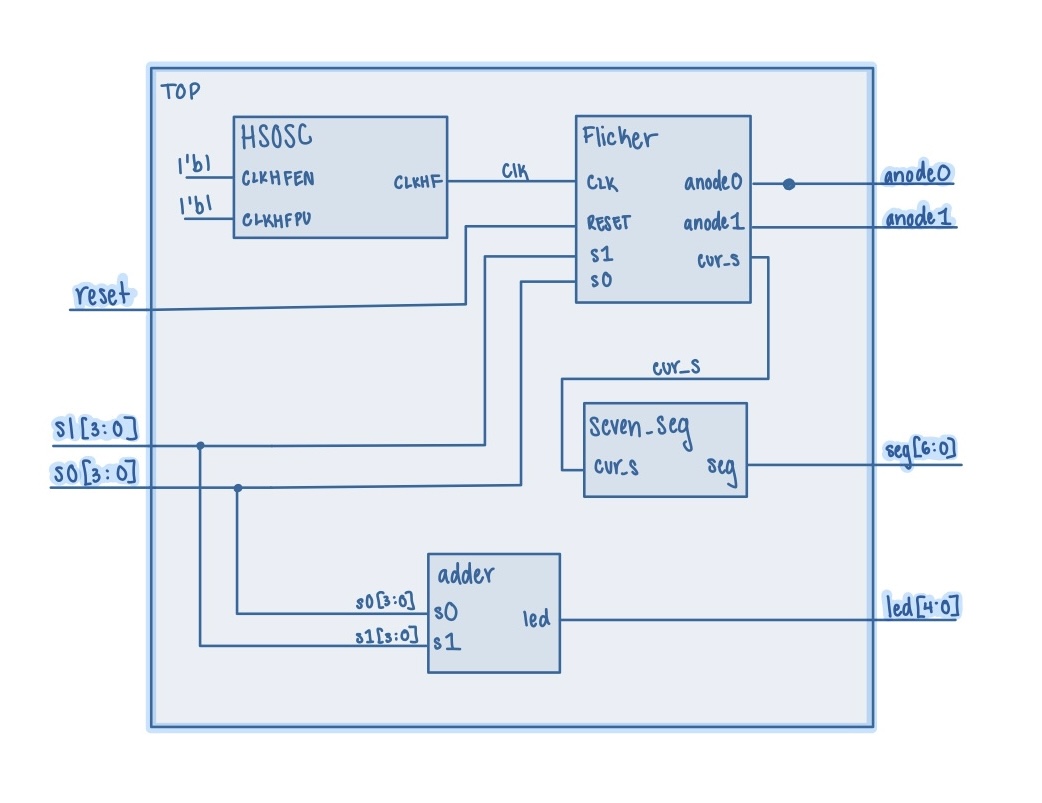 TOP
HSOSC
1'b1
CLKHFEN
1'b1
CLKHFPU
CLKHF
clk
Flicker
CLK
RESET
s1
s0
anode0
anode1
cur_s
anode0
anode1
reset
cur_s
s1[3:0]
s0[3:0]
seven_seg
cur_s
seg
seg[6:0]
adder
s0[3:0]
s0
s1[3:0]
s1
led
led[4:0]